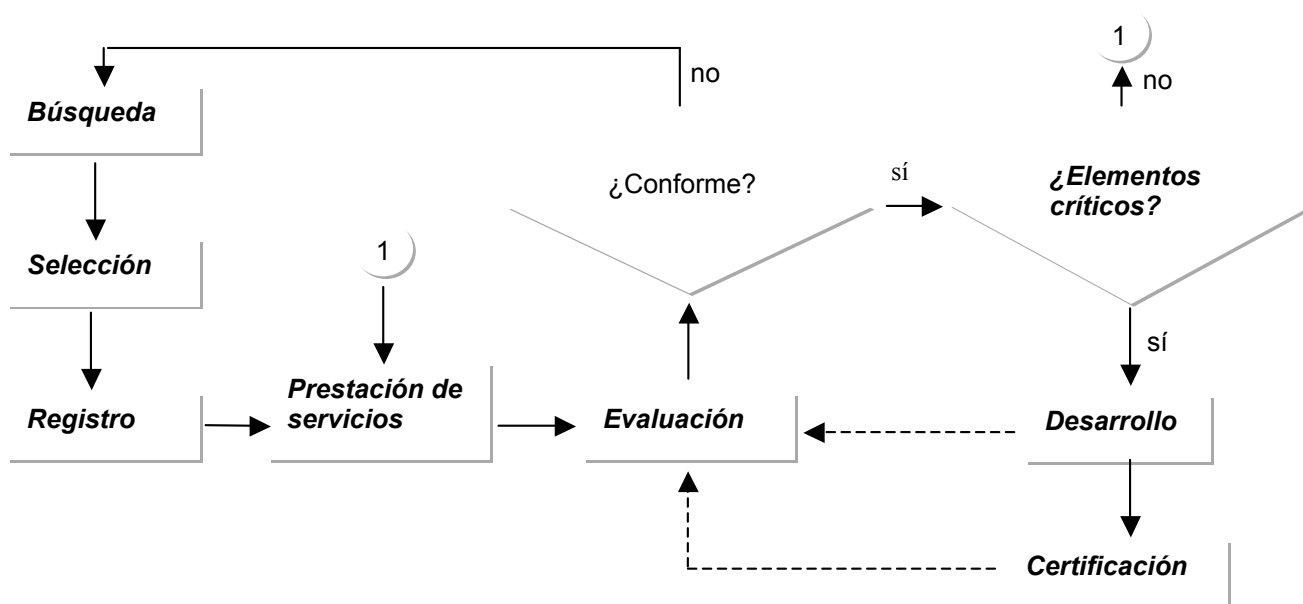 1
no
no
Búsqueda
¿Conforme?
sí
¿Elementos
críticos?
1
Selección
sí
Prestación de
servicios
Registro
Evaluación
Desarrollo
Certificación